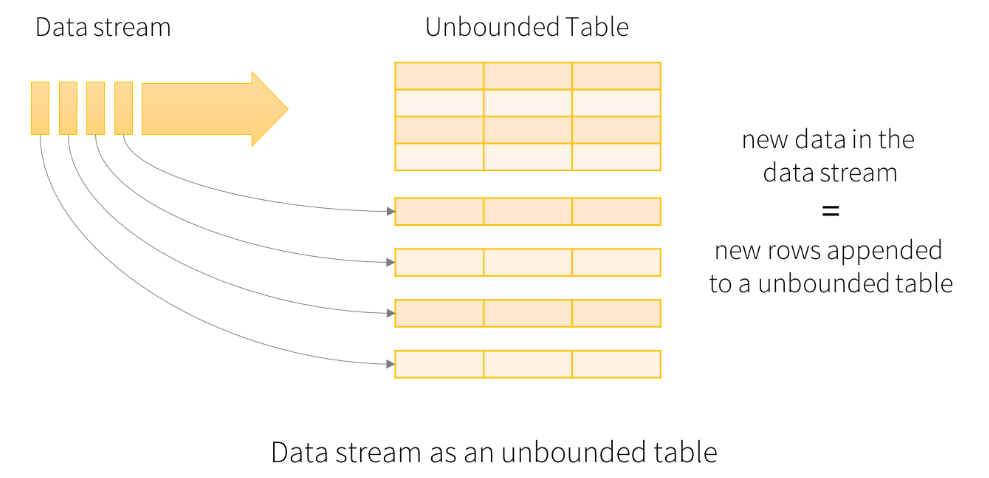 Data stream
Unbounded Table
new data in the
data stream
=
new rows appended
to a unbounded table
Data stream as an unbounded table